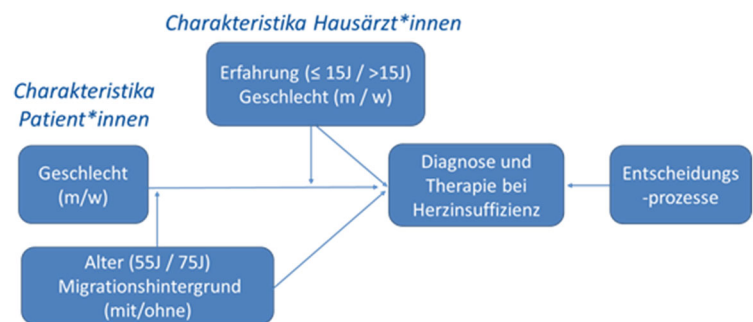 Charakteristika Hausärzt*innen
Erfahrung (≤ 15J / >15J)
Geschlecht (m / w)
Charakteristika
Patient*innen
Geschlecht
(m/w)
Diagnose und
Therapie bei
Herzinsuffizienz
Entscheidungs
-prozesse
Alter (55J / 75J)
Migrationshintergrund
(mit/ohne)